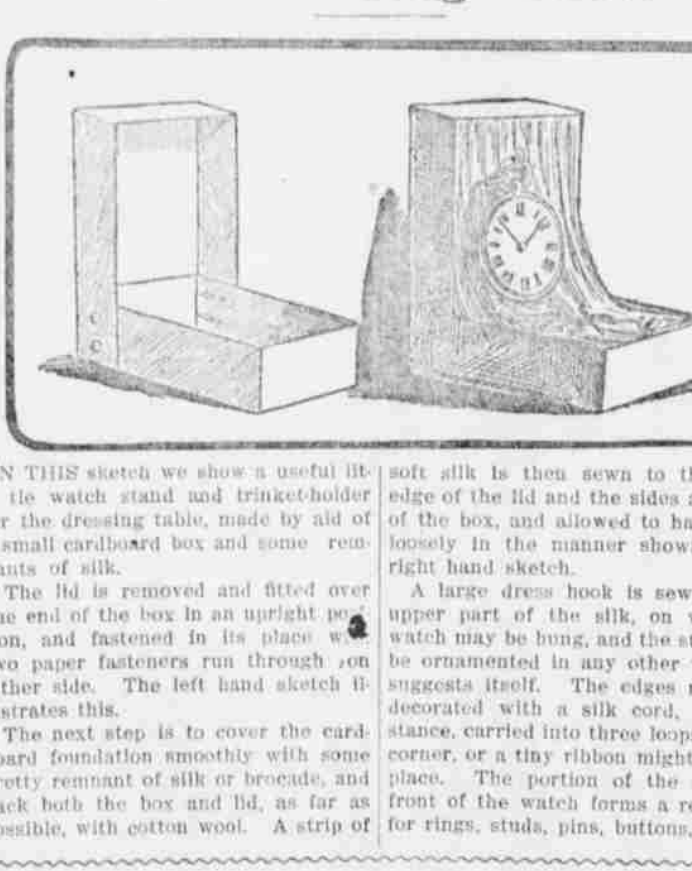 N THIS sketch we show a useful lit-
tle watch stand and trinket-holder
r the dressing table, made by aid of
small cardboard box and some rem-
ants of silk.
The lid is removed and fitted over
ne end of the box in an upright
on, and fastened in its place
wo paper fasteners run through on
ther side. The left hand sketch il-
strates this.
The next step is to cover the card-
oard foundation smoothly with some
retty remnant of silk or brocade, and
ack both the box and lid, as far as
ossible, with cotton wool. A strip of
soft silk is then sewn to th
edge of the lid and the sides
of the box, and allowed to ha
loosely in the manner show
right hand sketch.
A large dress hook is sew
upper part of the silk, on
watch may be hung, and the st
be ornamented in any other
suggests itself. The edges
decorated with a silk cord,
stance, carried into three loop
corner, or a tiny ribbon might
place. The portion of the
front of the watch forms a re
for rings, studs, pins, buttons,